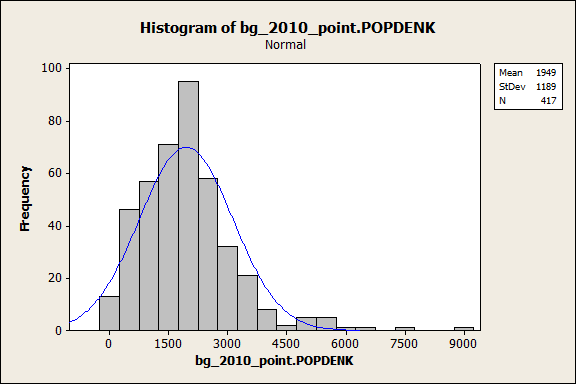 Histogram of bg_2010_point.POPDENK
Normal
Mean 1949
StDev 1189
N 417
Frequency
100
80
60
40
20
0
0 1500 3000 4500 6000 7500 9000
bg_2010_point.POPDENK